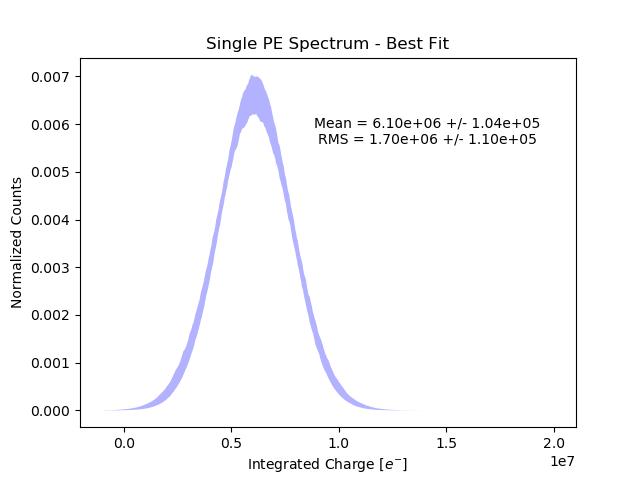 Single PE Spectrum - Best Fit
Mean = 6.10e+06 +/- 1.04e+05
RMS = 1.70e+06 +/- 1.10e+05
Normalized Counts
0.007
0.006
0.005
0.004
0.003
0.002
0.001
0.000
0.0 0.5 1.0 1.5 2.0
1e7
Integrated Charge [e⁻]